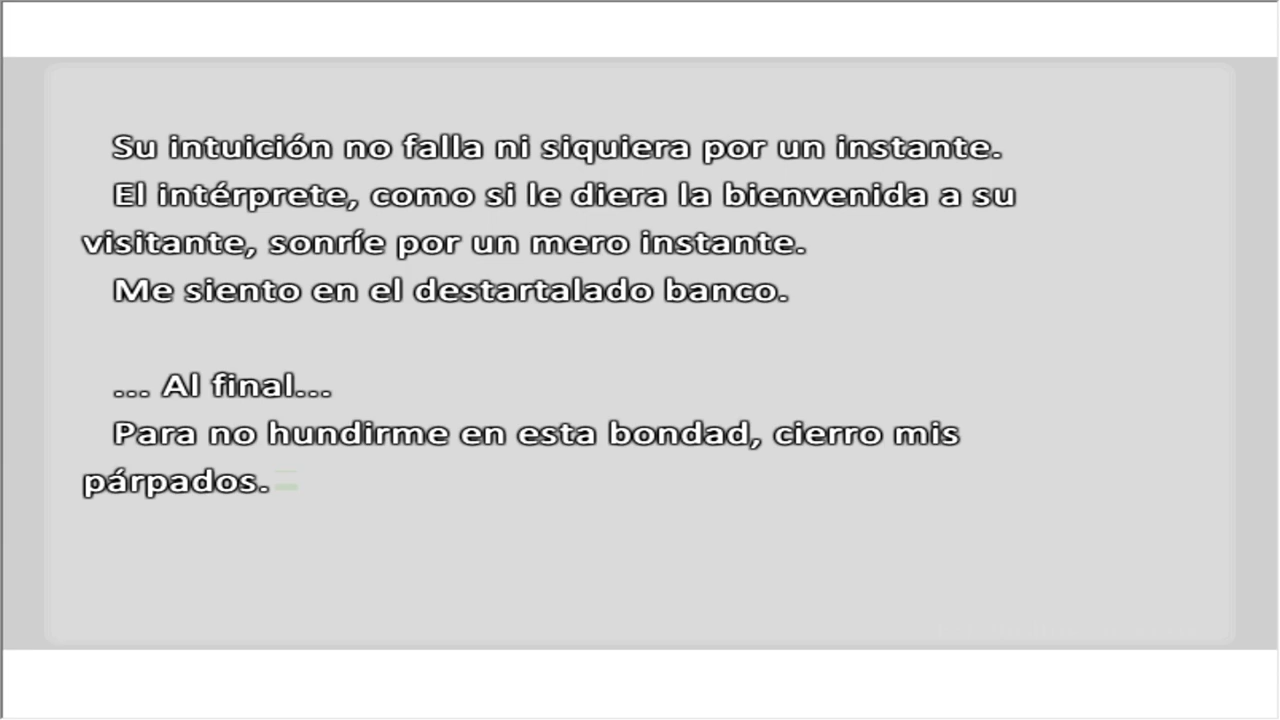 Su intuición no falla ni siquiera por un instante.
El intérprete, como si le diera la bienvenida a su
visitante, sonríe por un mero instante.
Me siento en el destartalado banco.
... Al final...
Para no hundirme en esta bondad, cierro mis
párpados.